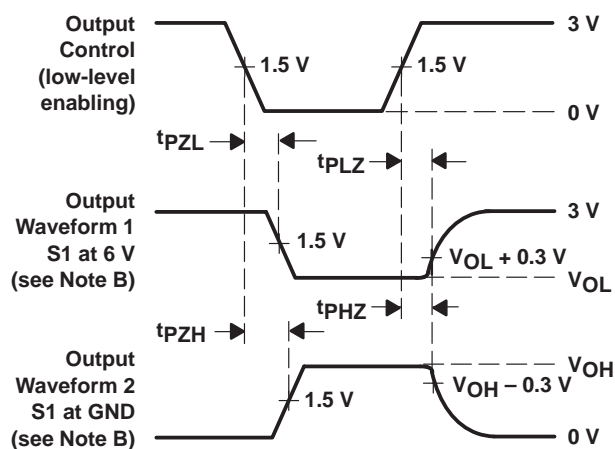 Output
Control
(low-level
enabling)
1.5 V
1.5 V
3 V
0 V
tPZL
tPLZ
Output
Waveform 1
S1 at 6 V
(see Note B)
1.5 V
3 V
VOL + 0.3 V
VOL
tPHZ
tPZH
Output
Waveform 2
S1 at GND
(see Note B)
1.5 V
VOH
VOH – 0.3 V
0 V